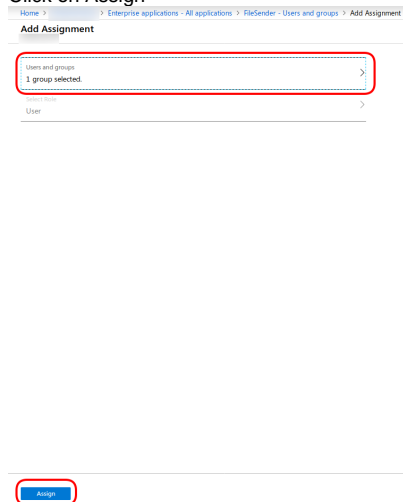 Click on Assign
Home > > Enterprise applications - All applications > FileSender - Users and groups > Add Assignment
Add Assignment
Users and groups
1 group selected.
>
Select Role
User
>
Assign